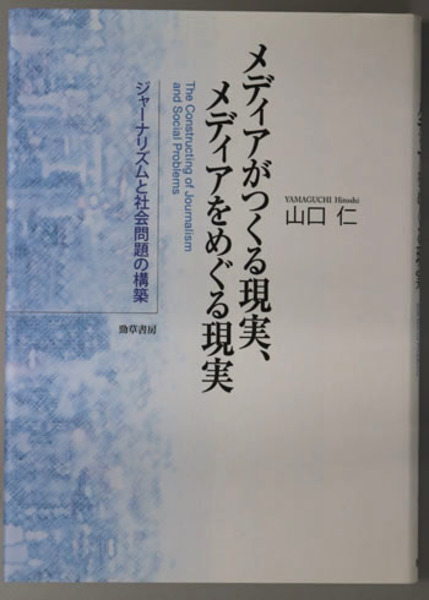 メディアがつくる現実、
メディアをめぐる現実
The Constructing of Journalism
and Social Problems
ジャーナリズムと社会問題の構築
YAMAGUCHI Hitoshi
山口 仁
勁草書房